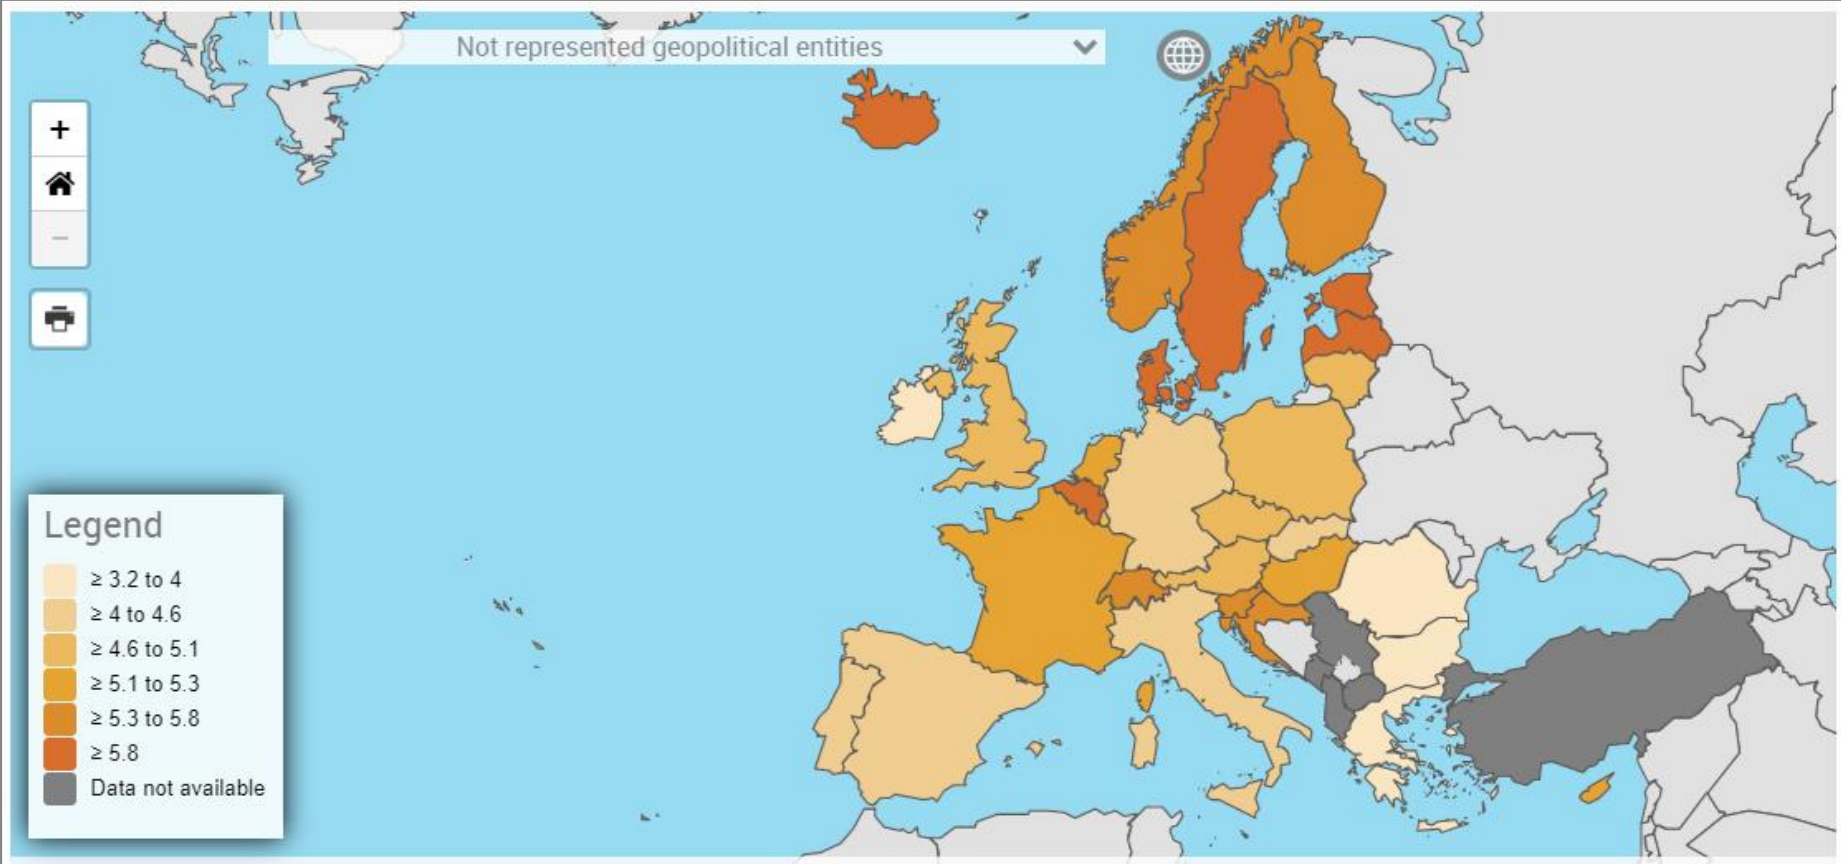 Not represented geopolitical entities
+
−
Legend
≥ 3.2 to 4
≥ 4 to 4.6
≥ 4.6 to 5.1
≥ 5.1 to 5.3
≥ 5.3 to 5.8
≥ 5.8
Data not available